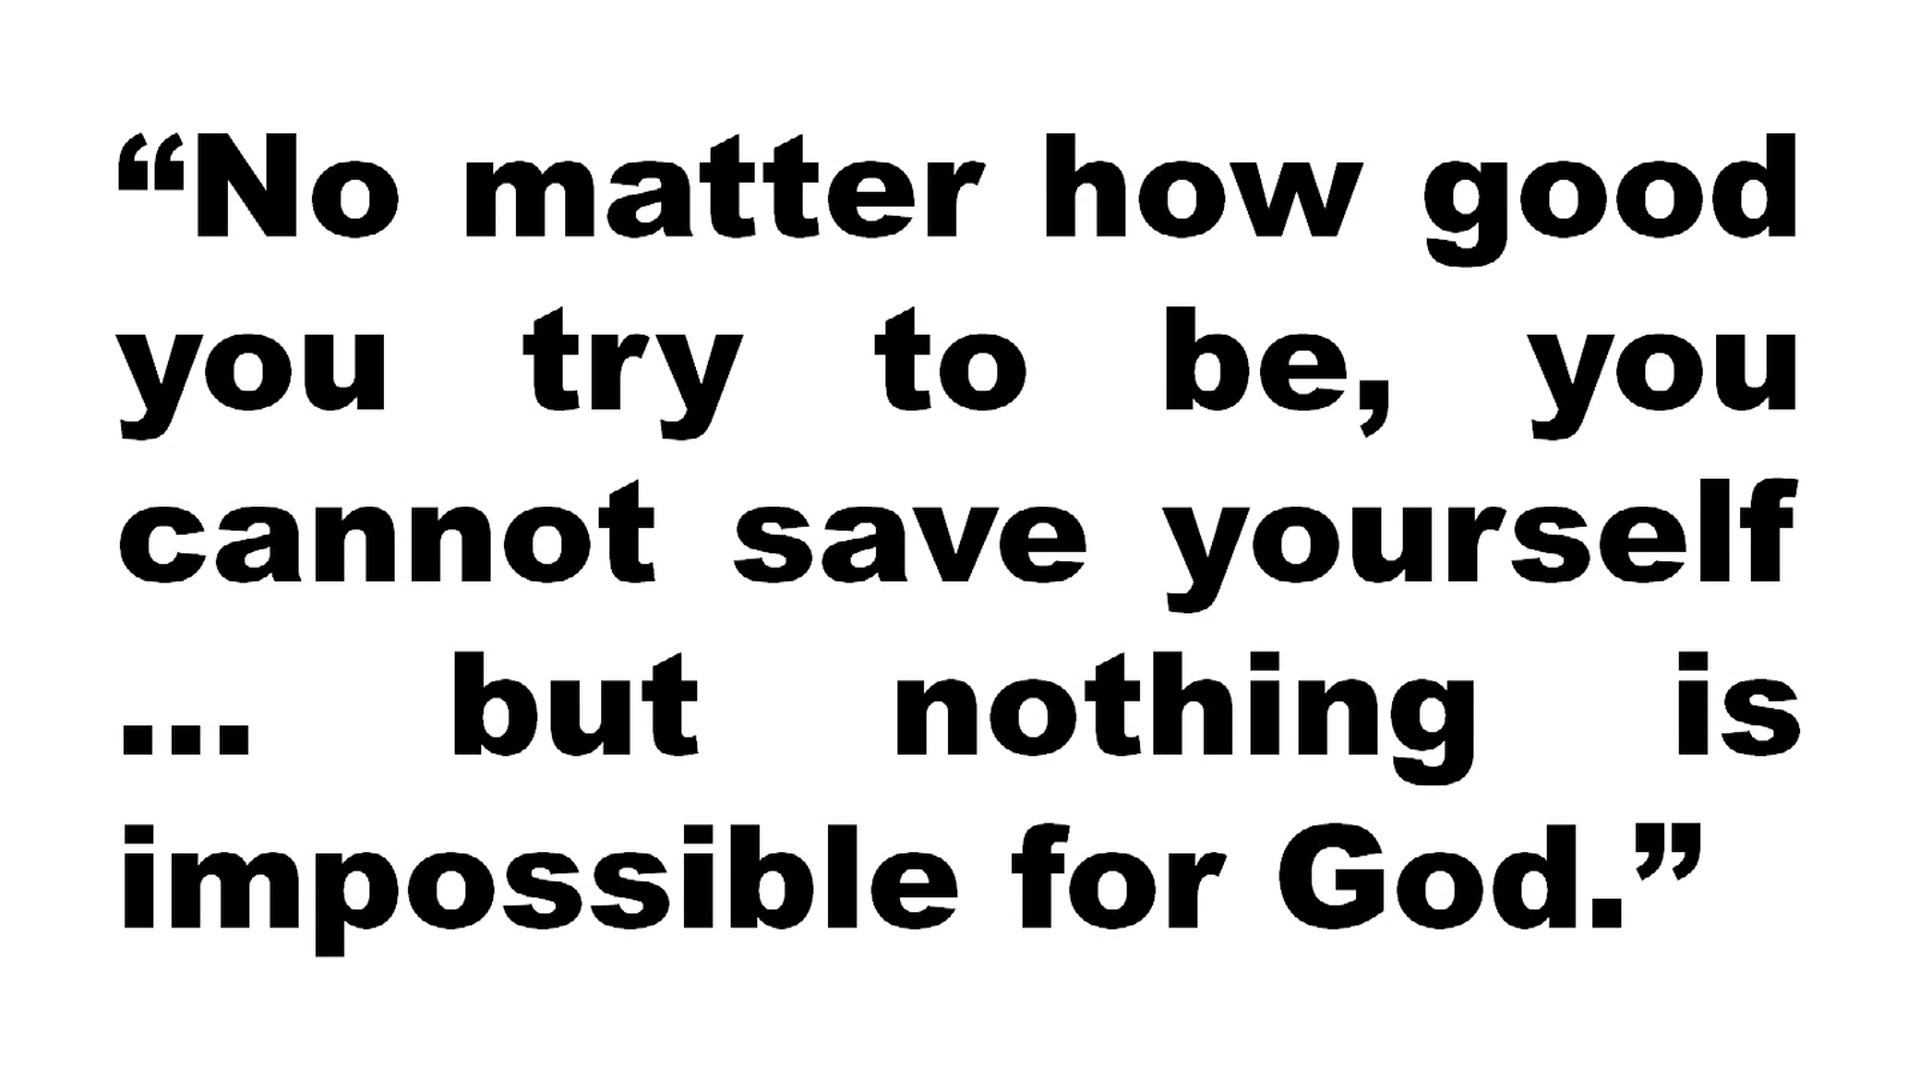 “No matter how good
you try to be, you
cannot save yourself
... but nothing is
impossible for God.”